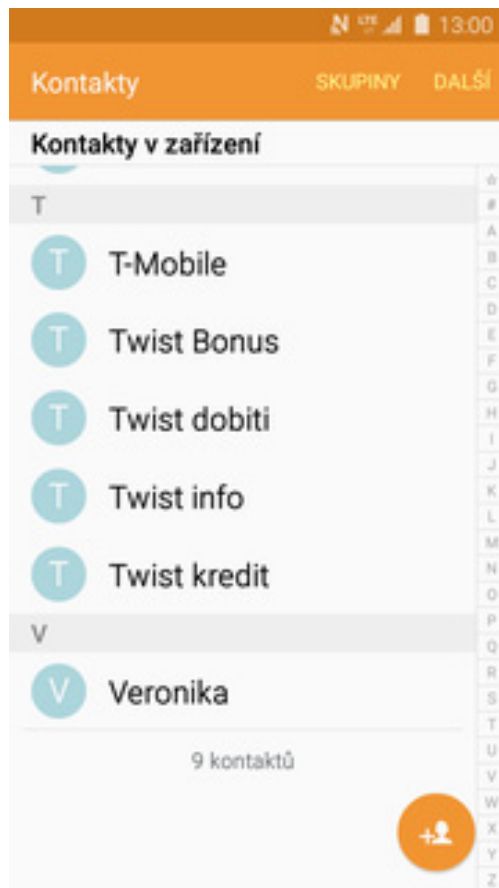 LTE 13:00
Kontakty SKUPINY DALŠÍ
Kontakty v zařízení
T
T T-Mobile
T Twist Bonus
T Twist dobiti
T Twist info
T Twist kredit
V
V Veronika
9 kontaktů
#
A
B
C
D
E
F
G
H
I
J
K
L
M
N
O
P
Q
R
S
T
U
V
W
X
Y
Z